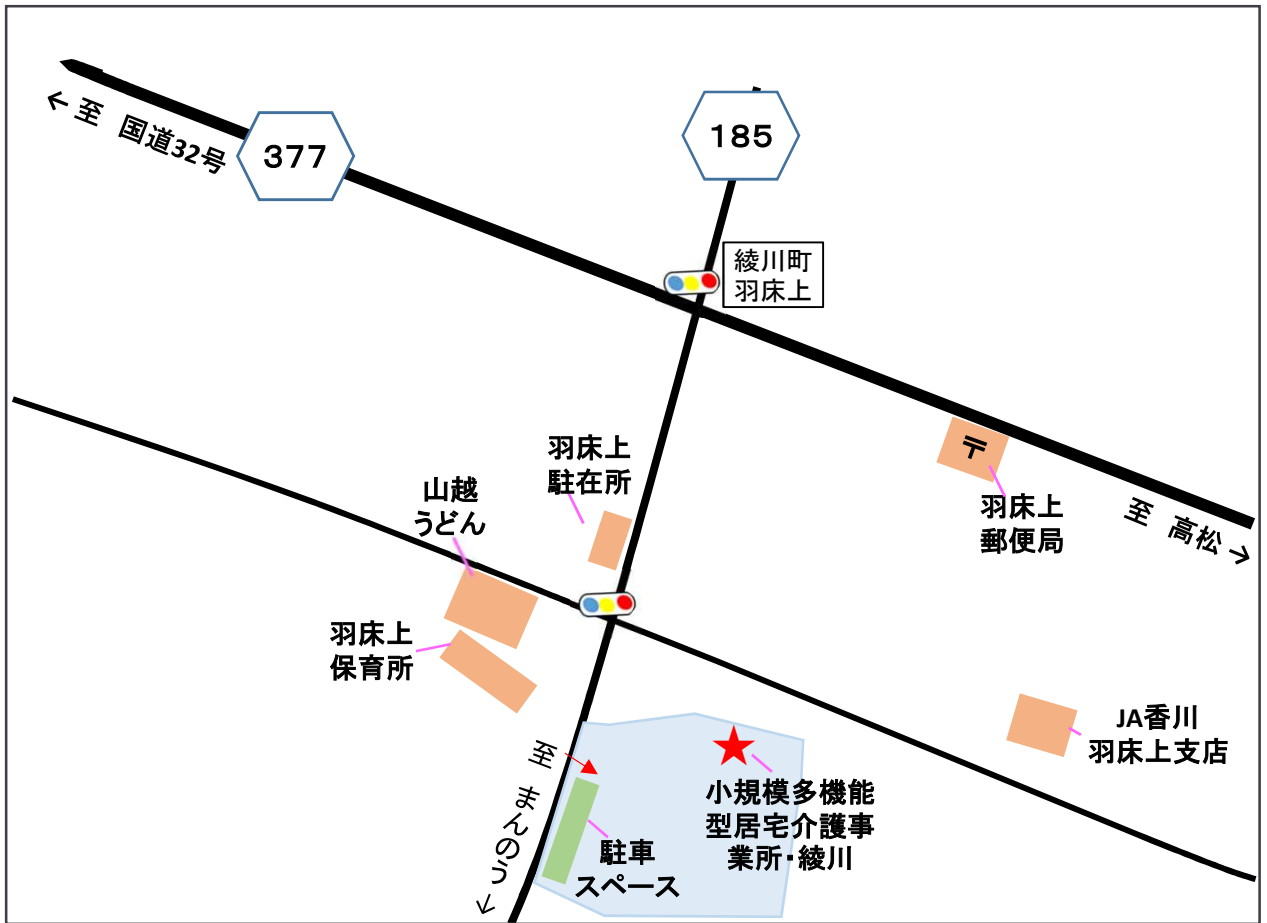 185
377
← 至 国道32号
綾川町
羽床上
〒
羽床上
郵便局
至 高松 →
羽床上
駐在所
山越
うどん
羽床上
保育所
JA香川
羽床上支店
小規模多機能
型居宅介護事
業所・綾川
駐車
スペース
至 まんのう ←